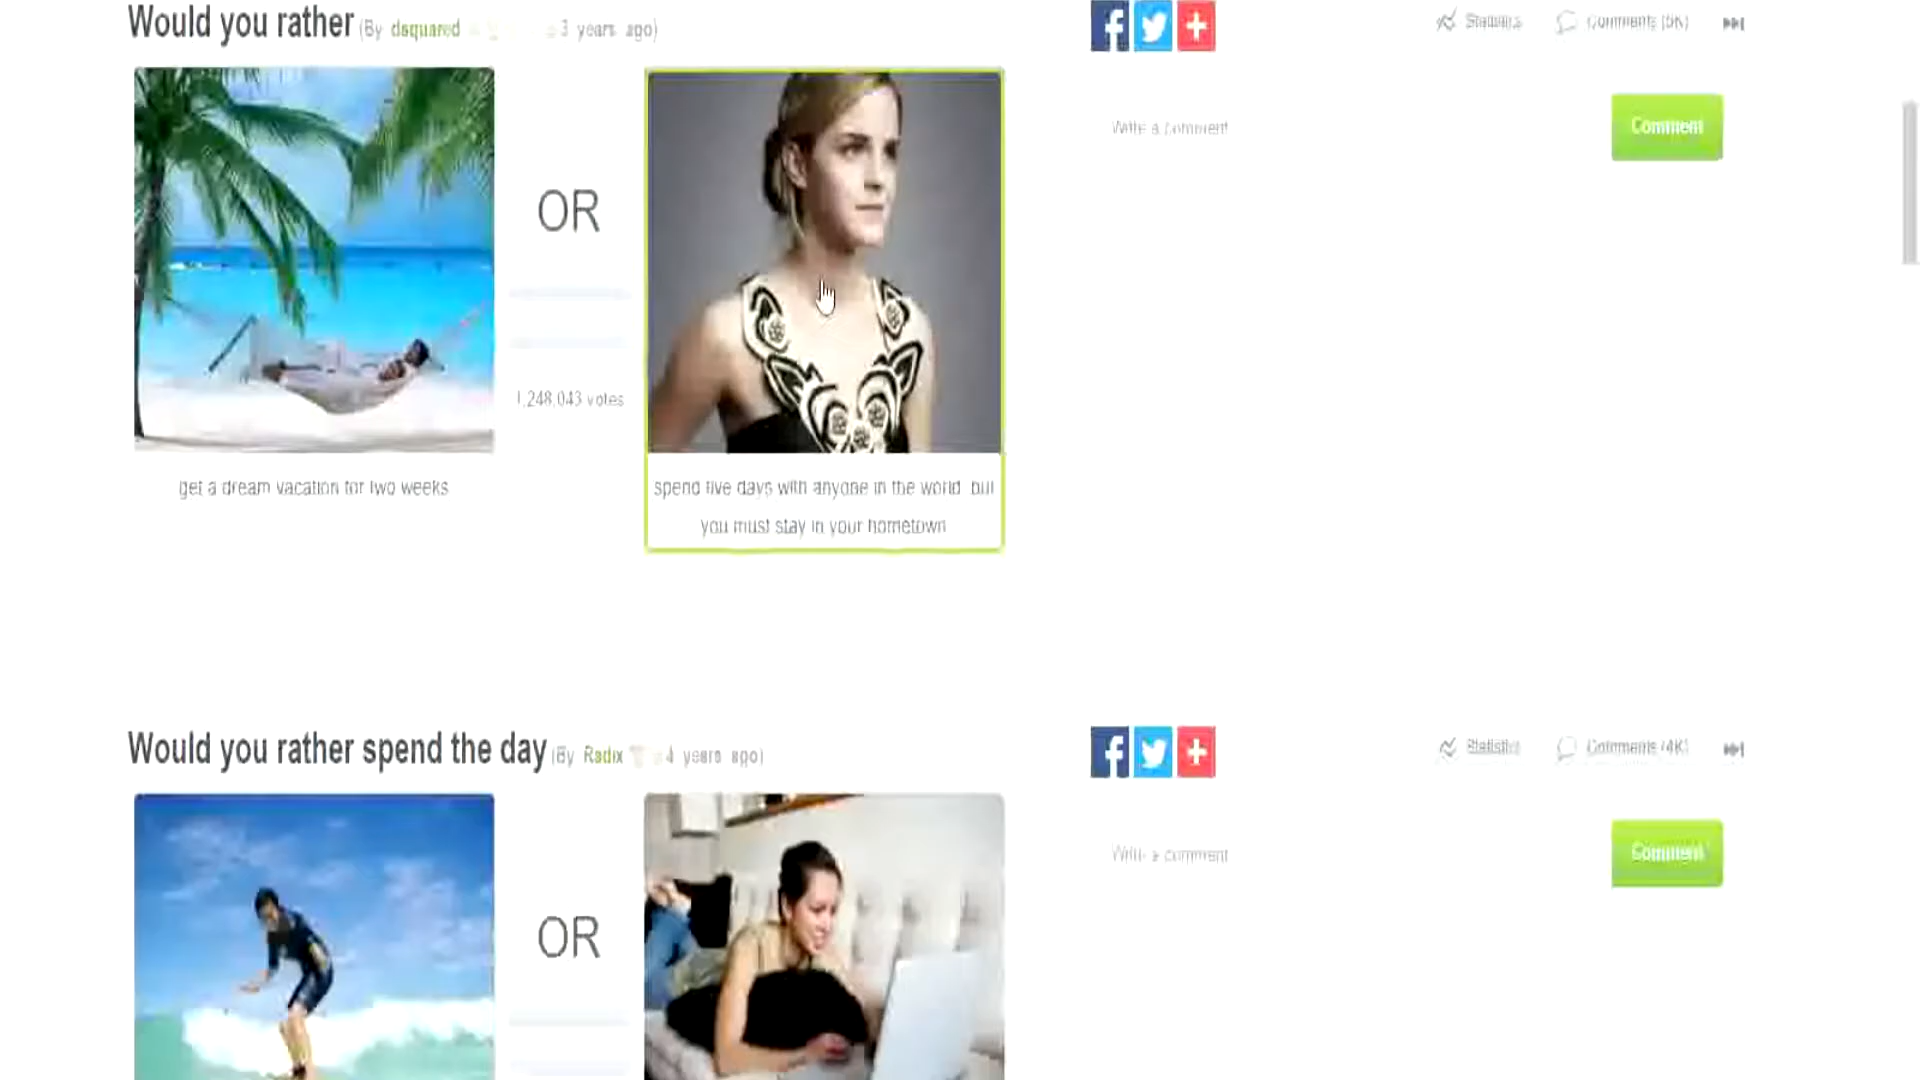 Would you rather (By dsquared 3 years ago)
Statistics
Comments (5K)
Write a comment
Comment
OR
1,248,043 votes
get a dream vacation for two weeks
spend five days with anyone in the world, but
you must stay in your hometown
Would you rather spend the day (By Radix 4 years ago)
Statistics
Comments (4K)
Write a comment
Comment
OR